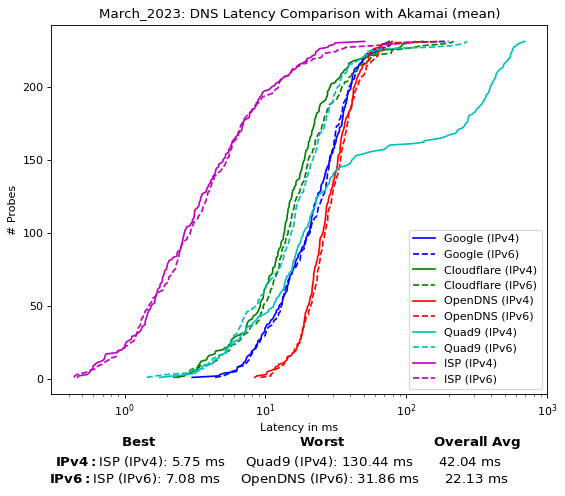 March_2023: DNS Latency Comparison with Akamai (mean)
# Probes
200
150
100
50
0
Google (IPv4)
Google (IPv6)
Cloudflare (IPv4)
Cloudflare (IPv6)
OpenDNS (IPv4)
OpenDNS (IPv6)
Quad9 (IPv4)
Quad9 (IPv6)
ISP (IPv4)
ISP (IPv6)
10⁰ 10¹ 10² 10³
Latency in ms
Best Worst Overall Avg
IPv4: ISP (IPv4): 5.75 ms Quad9 (IPv4): 130.44 ms 42.04 ms
IPv6: ISP (IPv6): 7.08 ms OpenDNS (IPv6): 31.86 ms 22.13 ms